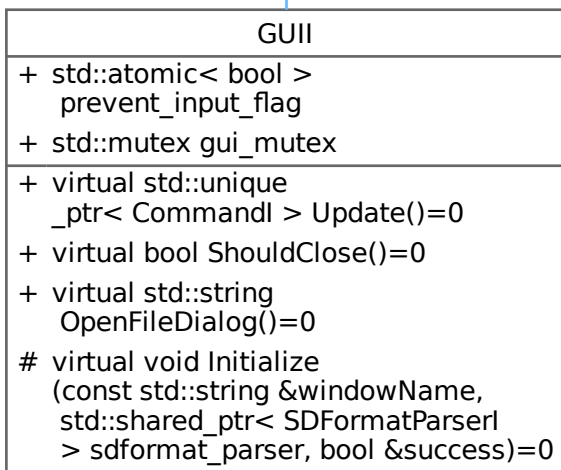 GUII
+ std::atomic< bool >
prevent_input_flag
+ std::mutex gui_mutex
+ virtual std::unique
_ptr< CommandI > Update()=0
+ virtual bool ShouldClose()=0
+ virtual std::string
OpenFileDialog()=0
# virtual void Initialize
(const std::string &windowName,
std::shared_ptr< SDFormatParserI
> sdformat_parser, bool &success)=0